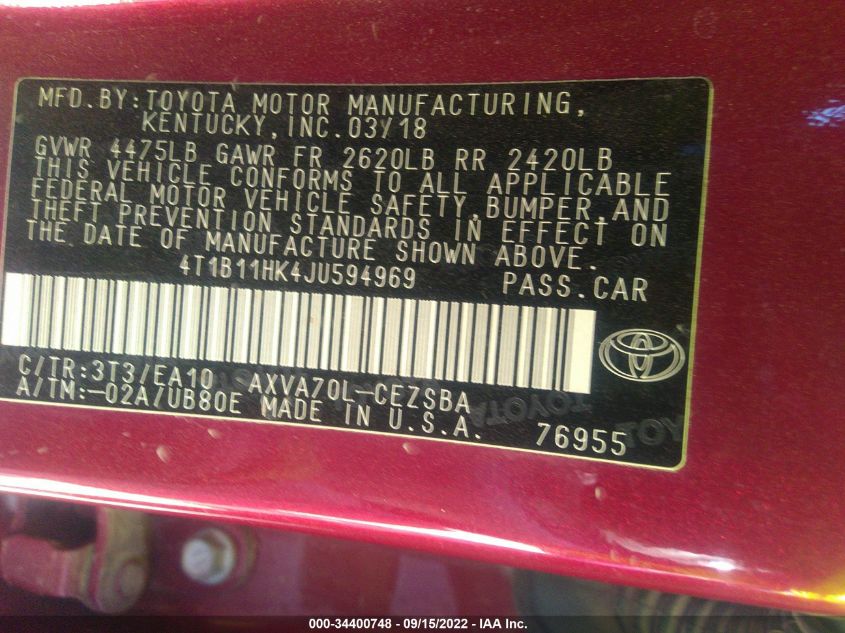 MFD.BY:TOYOTA MOTOR MANUFACTURING,
KENTUCKY, INC.03/18
GVWR 4475LB GAWR FR 2620LB RR 2420LB
THIS VEHICLE CONFORMS TO ALL APPLICABLE
FEDERAL MOTOR VEHICLE SAFETY,BUMPER,AND
THEFT PREVENTION STANDARDS IN EFFECT ON
THE DATE OF MANUFACTURE SHOWN ABOVE.
4T1B11HK4JU594969 PASS.CAR
C/TR:3T3/EA10 AXVA70L-CEZSBA
A/TM:-02A/UB80E MADE IN U.S.A. 76955
TOYOTA
000-34400748 - 09/15/2022 - IAA Inc.